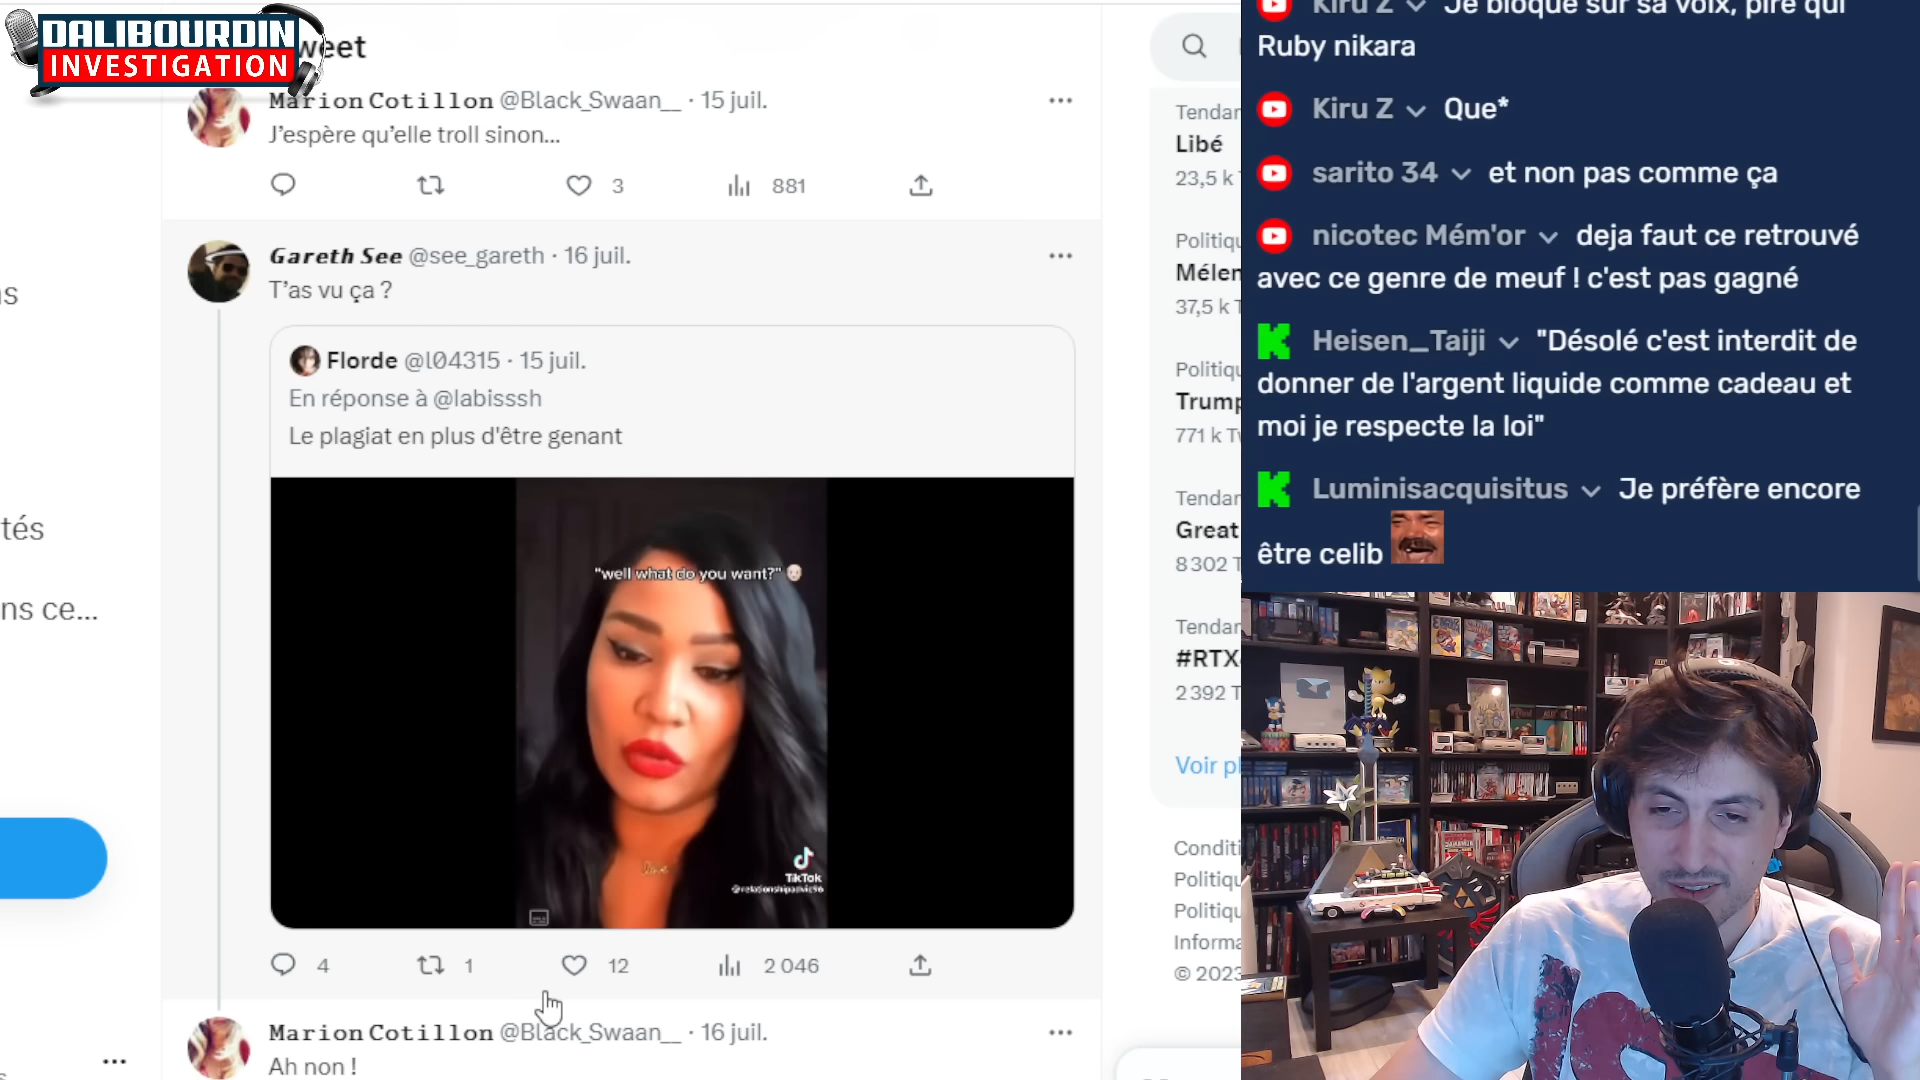 DALIBOURDIN
INVESTIGATION
weet
Marion Cotillon @Black_Swaan__ · 15 juil.
J'espère qu'elle troll sinon...
3
881
Gareth See @see_gareth · 16 juil.
T'as vu ça ?
Florde @l04315 · 15 juil.
En réponse à @labisssh
Le plagiat en plus d'être genant
"well what do you want?"
TikTok
4
1
12
2 046
Marion Cotillon @Black_Swaan__ · 16 juil.
Ah non !
s
tés
ns ce...
Tendan
Libé
23,5 k
Politiqu
Mélen
37,5 k T
Politiqu
Trump
771 k Tw
Tendan
Great
8 302 T
Tendan
#RTX
2 392 T
Voir pl
Conditi
Politiqu
Politiqu
Informa
© 2023
Kiru Z Je bloque sur sa voix, pire qui
Ruby nikara
Kiru Z Que*
sarito 34 et non pas comme ça
nicotec Mém'or deja faut ce retrouvé
avec ce genre de meuf ! c'est pas gagné
Heisen_Taiji "Désolé c'est interdit de
donner de l'argent liquide comme cadeau et
moi je respecte la loi"
Luminisacquisitus Je préfère encore
être celib